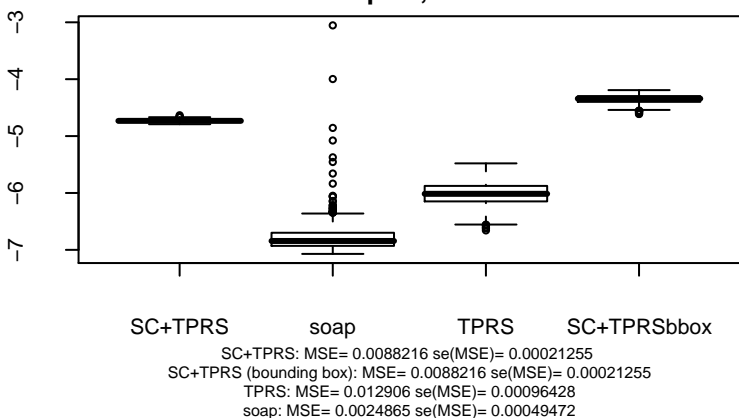 -3
-4
-5
-6
-7
SC+TPRS soap TPRS SC+TPRSbbox
SC+TPRS: MSE= 0.0088216 se(MSE)= 0.00021255
SC+TPRS (bounding box): MSE= 0.0088216 se(MSE)= 0.00021255
TPRS: MSE= 0.012906 se(MSE)= 0.00096428
soap: MSE= 0.0024865 se(MSE)= 0.00049472